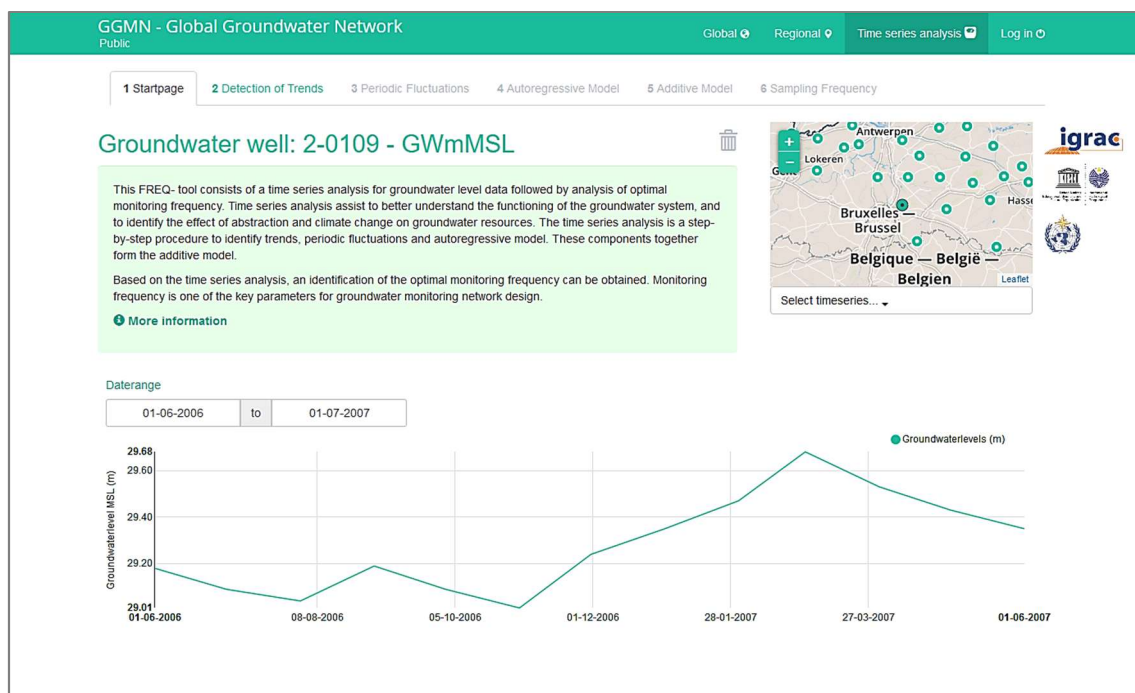 GGMN - Global Groundwater Network
Public
Global
Regional
Time series analysis
Log in
1 Startpage
2 Detection of Trends
3 Periodic Fluctuations
4 Autoregressive Model
5 Additive Model
6 Sampling Frequency
Groundwater well: 2-0109 - GWmMSL
This FREQ- tool consists of a time series analysis for groundwater level data followed by analysis of optimal
monitoring frequency. Time series analysis assist to better understand the functioning of the groundwater system, and
to identify the effect of abstraction and climate change on groundwater resources. The time series analysis is a step-
by-step procedure to identify trends, periodic fluctuations and autoregressive model. These components together
form the additive model.
Based on the time series analysis, an identification of the optimal monitoring frequency can be obtained. Monitoring
frequency is one of the key parameters for groundwater monitoring network design.
More information
+
−
Antwerpen
Lokeren
Hasse
Bruxelles —
Brussel
Belgique — België —
Belgien
Leaflet
Select timeseries...
igrac
UNESCO
Daterange
01-06-2006
to
01-07-2007
Groundwaterlevels (m)
Groundwaterlevel MSL (m)
29.68
29.60
29.40
29.20
29.01
01-06-2006
08-08-2006
05-10-2006
01-12-2006
28-01-2007
27-03-2007
01-06-2007